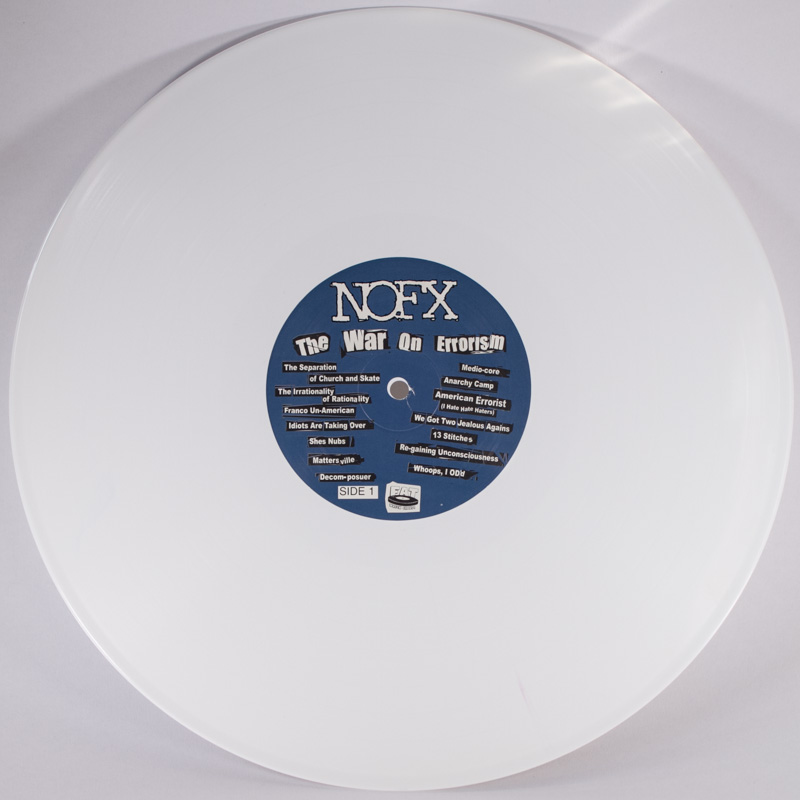 NOFX
The War On Errorism
The Separation
of Church and Skate
The Irrationality
of Rationality
Franco Un-American
Idiots Are Taking Over
Shes Nubs
Mattersville
Decom-posuer
SIDE 1
Medio-core
Anarchy Camp
American Errorist
(I Hate Hate Haters)
We Got Two Jealous Agains
13 Stitches
Re-gaining Unconsciousness
Whoops, I OD'd
FAT